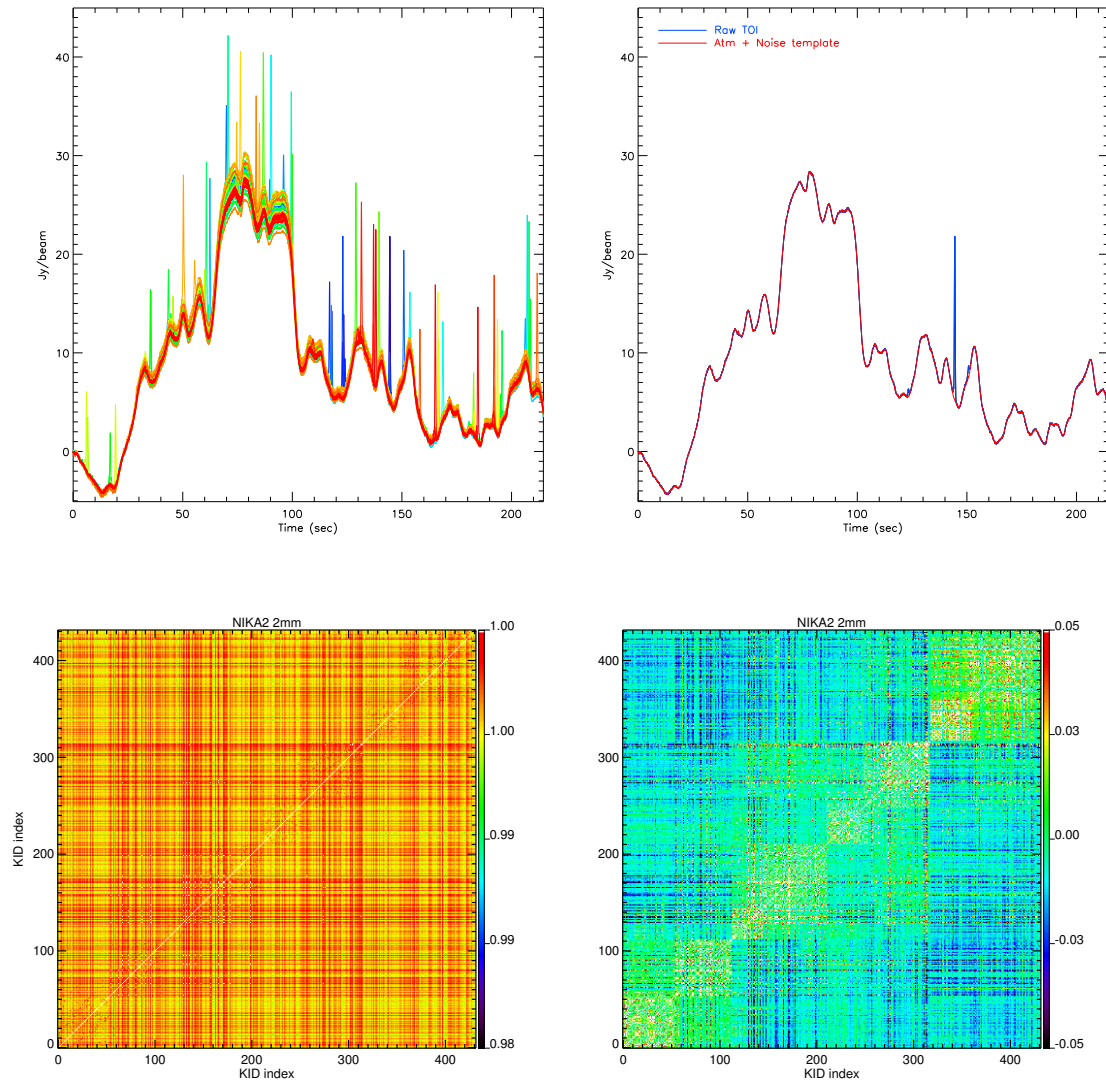 40
30
20
10
0
Jy/beam
0 50 100 150 200
Time (sec)
Raw TOI
Atm + Noise template
40
30
20
10
0
Jy/beam
0 50 100 150 200
Time (sec)
NIKA2 2mm
400
300
200
100
0
KID index
0 100 200 300 400
KID index
1.00
1.00
0.99
0.99
0.98
NIKA2 2mm
400
300
200
100
0
KID index
0 100 200 300 400
KID index
0.05
0.03
0.00
-0.03
-0.05